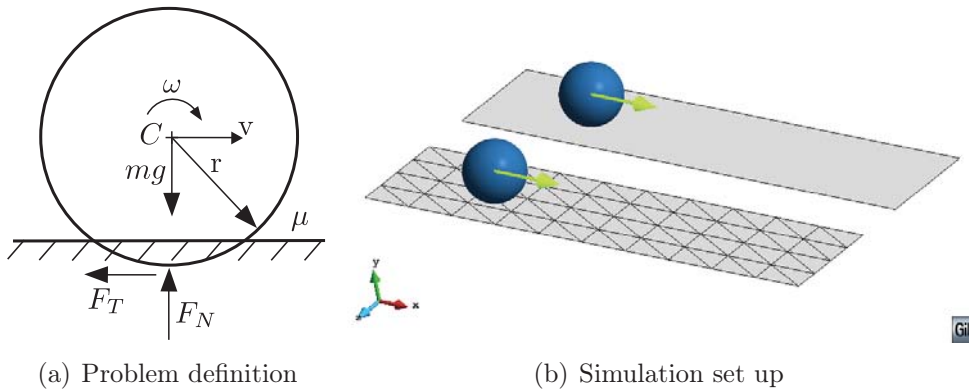 ω
C
v
mg
r
μ
F_T
F_N
y
x
z
Gi
(a) Problem definition
(b) Simulation set up